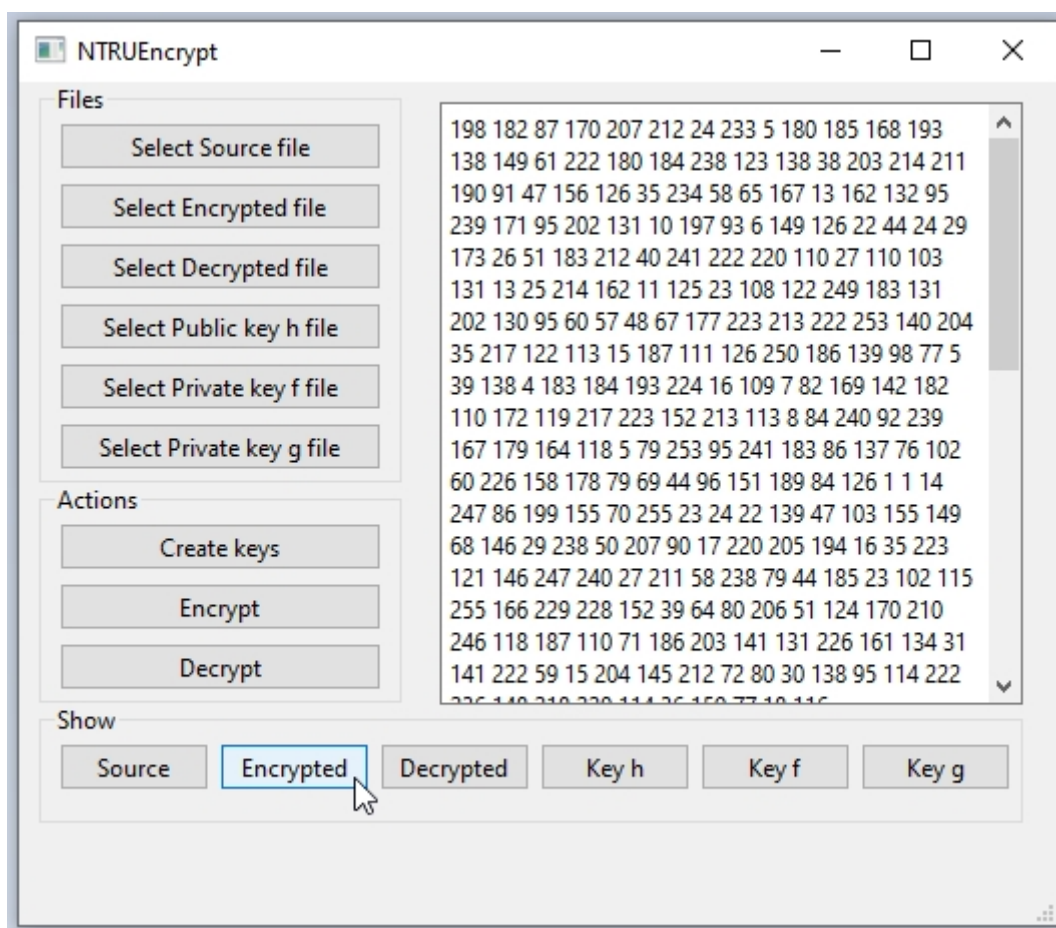 NTRUEncrypt
Files
Select Source file
Select Encrypted file
Select Decrypted file
Select Public key h file
Select Private key f file
Select Private key g file
Actions
Create keys
Encrypt
Decrypt
198 182 87 170 207 212 24 233 5 180 185 168 193
138 149 61 222 180 184 238 123 138 38 203 214 211
190 91 47 156 126 35 234 58 65 167 13 162 132 95
239 171 95 202 131 10 197 93 6 149 126 22 44 24 29
173 26 51 183 212 40 241 222 220 110 27 110 103
131 13 25 214 162 11 125 23 108 122 249 183 131
202 130 95 60 57 48 67 177 223 213 222 253 140 204
35 217 122 113 15 187 111 126 250 186 139 98 77 5
39 138 4 183 184 193 224 16 109 7 82 169 142 182
110 172 119 217 223 152 213 113 8 84 240 92 239
167 179 164 118 5 79 253 95 241 183 86 137 76 102
60 226 158 178 79 69 44 96 151 189 84 126 1 1 14
247 86 199 155 70 255 23 24 22 139 47 103 155 149
68 146 29 238 50 207 90 17 220 205 194 16 35 223
121 146 247 240 27 211 58 238 79 44 185 23 102 115
255 166 229 228 152 39 64 80 206 51 124 170 210
246 118 187 110 71 186 203 141 131 226 161 134 31
141 222 59 15 204 145 212 72 80 30 138 95 114 222
Show
Source
Encrypted
Decrypted
Key h
Key f
Key g